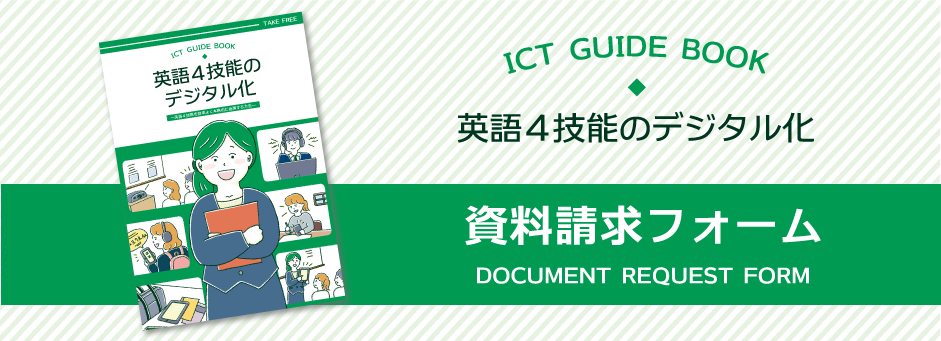 TAKE FREE
ICT GUIDE BOOK
英語4技能の
デジタル化
ICT GUIDE BOOK
英語4技能のデジタル化
資料請求フォーム
DOCUMENT REQUEST FORM